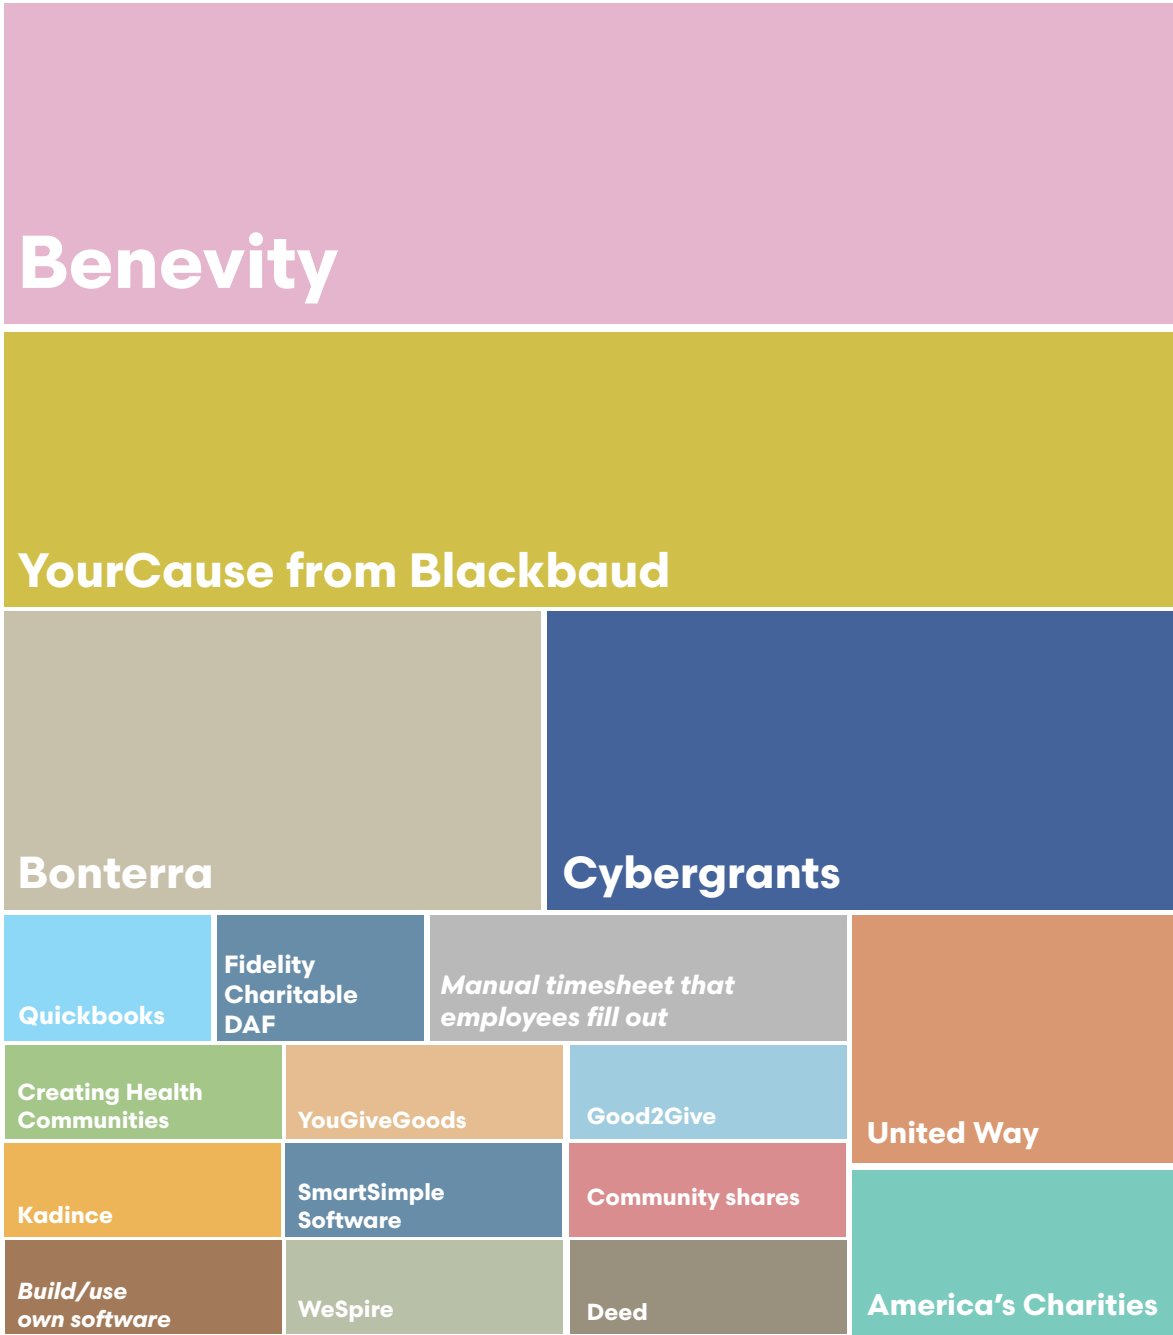 Benevity
YourCause from Blackbaud
Bonterra
Cybergrants
Quickbooks
Fidelity
Charitable
DAF
Manual timesheet that
employees fill out
United Way
Creating Health
Communities
YouGiveGoods
Good2Give
Kadince
SmartSimple
Software
Community shares
America's Charities
Build/use
own software
WeSpire
Deed